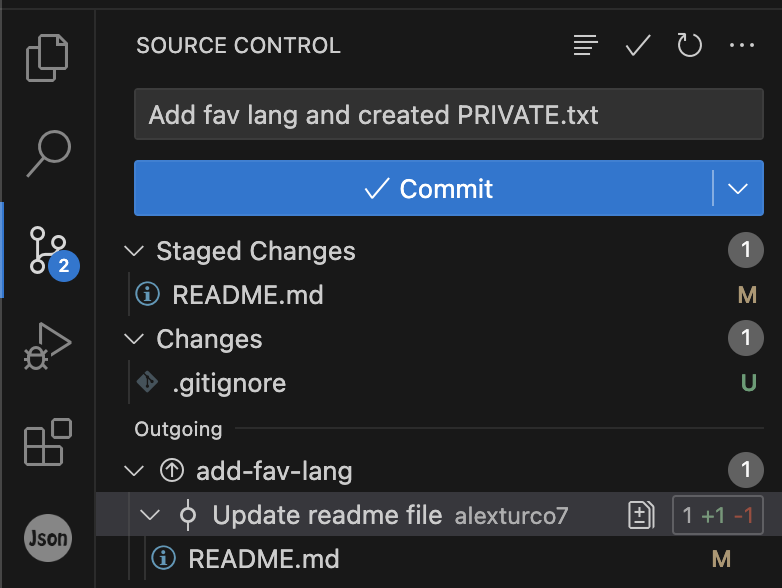 SOURCE CONTROL
Add fav lang and created PRIVATE.txt
Commit
Staged Changes 1
README.md M
2
Changes 1
.gitignore U
Outgoing
add-fav-lang 1
Update readme file alexturco7 1 +1 -1
Json
README.md M